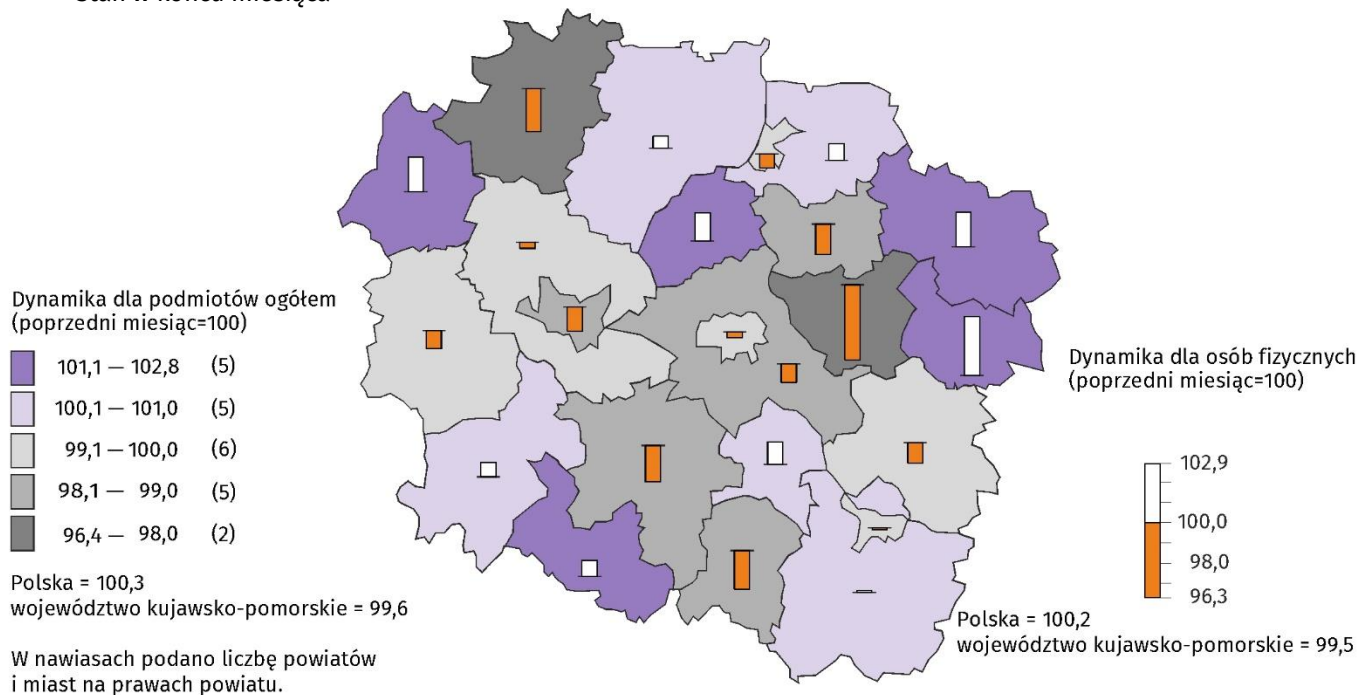 Stan w końcu miesiąca
Dynamika dla podmiotów ogółem
(poprzedni miesiąc=100)
101,1 — 102,8 (5)
100,1 — 101,0 (5)
99,1 — 100,0 (6)
98,1 — 99,0 (5)
96,4 — 98,0 (2)
Polska = 100,3
województwo kujawsko-pomorskie = 99,6
W nawiasach podano liczbę powiatów
i miast na prawach powiatu.
Dynamika dla osób fizycznych
(poprzedni miesiąc=100)
102,9
100,0
98,0
96,3
Polska = 100,2
województwo kujawsko-pomorskie = 99,5